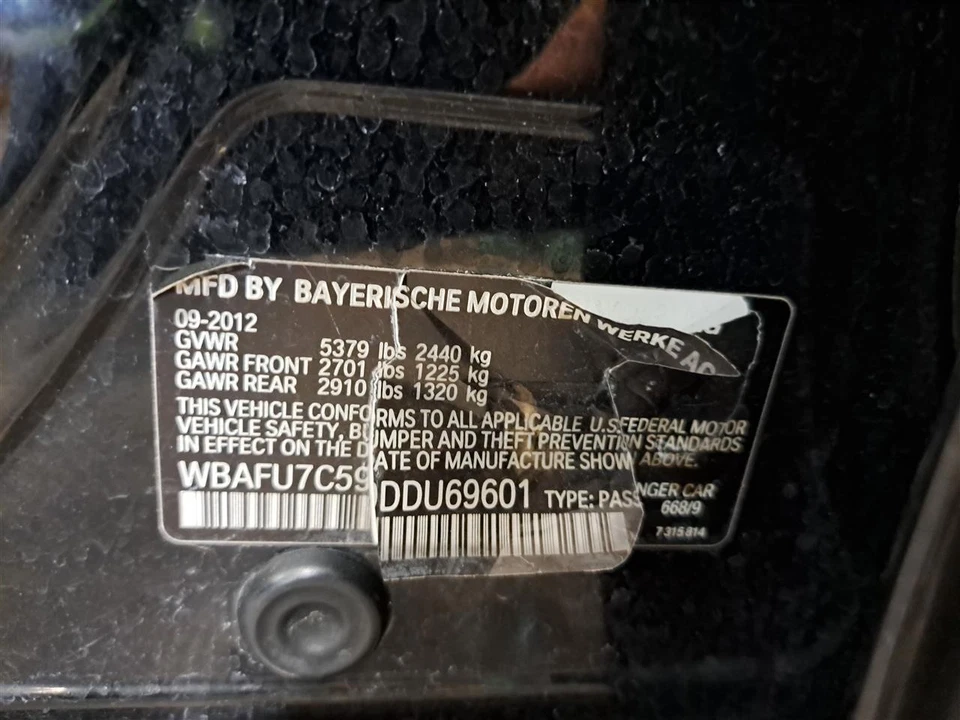 MFD BY BAYERISCHE MOTOREN WERKE AG
09-2012
GVWR 5379 lbs 2440 kg
GAWR FRONT 2701 lbs 1225 kg
GAWR REAR 2910 lbs 1320 kg
THIS VEHICLE CONFORMS TO ALL APPLICABLE U.S.FEDERAL MOTOR
VEHICLE SAFETY, BUMPER AND THEFT PREVENTION STANDARDS
IN EFFECT ON THE DATE OF MANUFACTURE SHOWN ABOVE.
WBAFU7C59DDU69601 TYPE: PASSENGER CAR
668/9
7 315 814